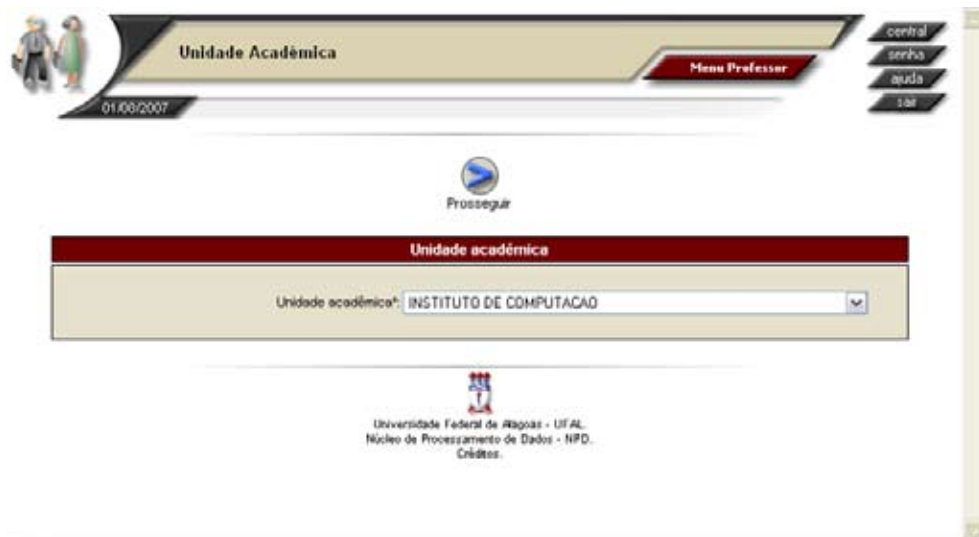 Unidade Acadêmica
Menu Professor
central
senha
ajuda
sair
01/08/2007
Prosseguir
Unidade acadêmica
Unidade acadêmica*: INSTITUTO DE COMPUTACAO
Universidade Federal de Alagoas - UFAL.
Núcleo de Processamento de Dados - NPD.
Créditos.